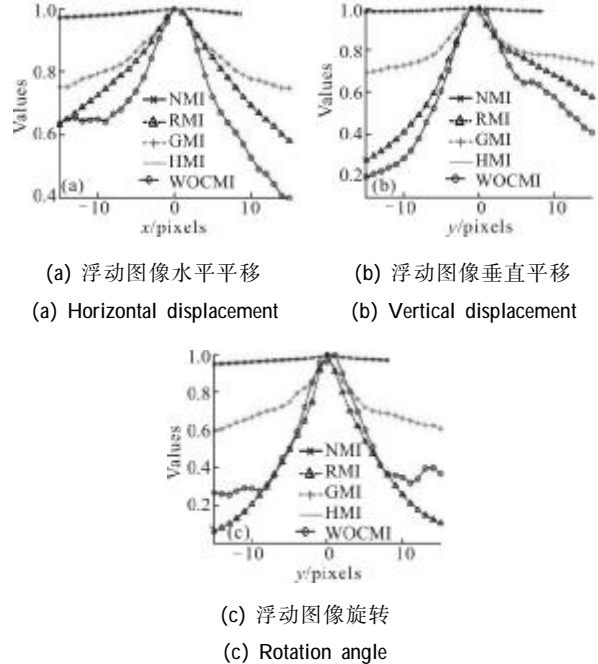 1.0
0.8
0.6
0.4
Values
NMI
RMI
GMI
HMI
WOCMI
(a)
−10
0
10
x/pixels
1.0
0.8
0.6
0.4
0.2
Values
NMI
RMI
GMI
HMI
WOCMI
(b)
−10
0
10
y/pixels
(a) 浮动图像水平平移
(a) Horizontal displacement
(b) 浮动图像垂直平移
(b) Vertical displacement
1.0
0.8
0.6
0.4
0.2
Values
NMI
RMI
GMI
HMI
WOCMI
(c)
−10
0
10
y/pixels
(c) 浮动图像旋转
(c) Rotation angle